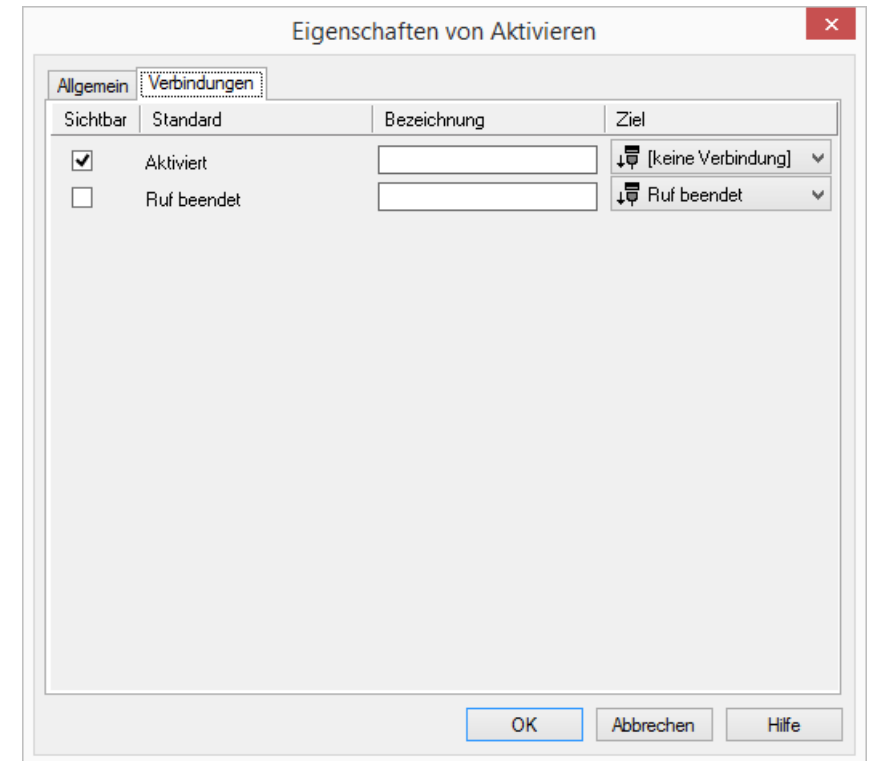 Eigenschaften von Aktivieren
Allgemein Verbindungen
Sichtbar Standard Bezeichnung Ziel
Aktiviert [keine Verbindung]
Ruf beendet Ruf beendet
OK Abbrechen Hilfe